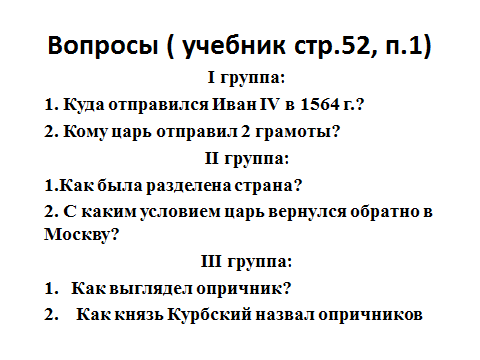 Вопросы ( учебник стр.52, п.1)
I группа:
1. Куда отправился Иван IV в 1564 г.?
2. Кому царь отправил 2 грамоты?
II группа:
1.Как была разделена страна?
2. С каким условием царь вернулся обратно в
Москву?
III группа:
1. Как выглядел опричник?
2. Как князь Курбский назвал опричников